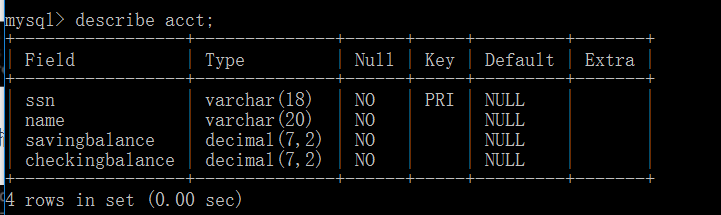 mysql> describe acct;
+-----------------+--------------+------+-----+---------+-------+
| Field           | Type         | Null | Key | Default | Extra |
+-----------------+--------------+------+-----+---------+-------+
| ssn             | varchar(18)  | NO   | PRI | NULL    |       |
| name            | varchar(20)  | NO   |     | NULL    |       |
| savingbalance   | decimal(7,2) | NO   |     | NULL    |       |
| checkingbalance | decimal(7,2) | NO   |     | NULL    |       |
+-----------------+--------------+------+-----+---------+-------+
4 rows in set (0.00 sec)